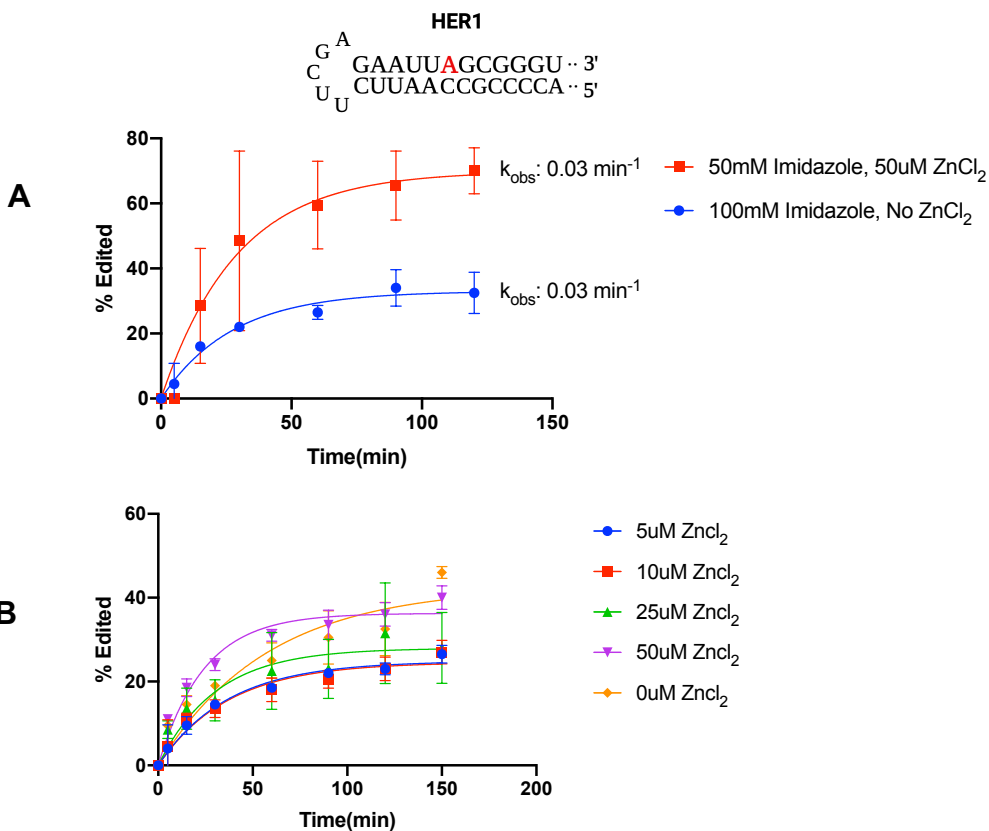 HER1
A
G
C
U
U
GAAUUAGCGGGU ·· 3'
CUUAACCGCCCCA ·· 5'
A
80
60
40
20
0
% Edited
0
50
100
150
Time(min)
kobs: 0.03 min-1
kobs: 0.03 min-1
50mM Imidazole, 50uM ZnCl2
100mM Imidazole, No ZnCl2
B
60
40
20
0
% Edited
0
50
100
150
200
Time(min)
5uM Zncl2
10uM Zncl2
25uM Zncl2
50uM Zncl2
0uM Zncl2